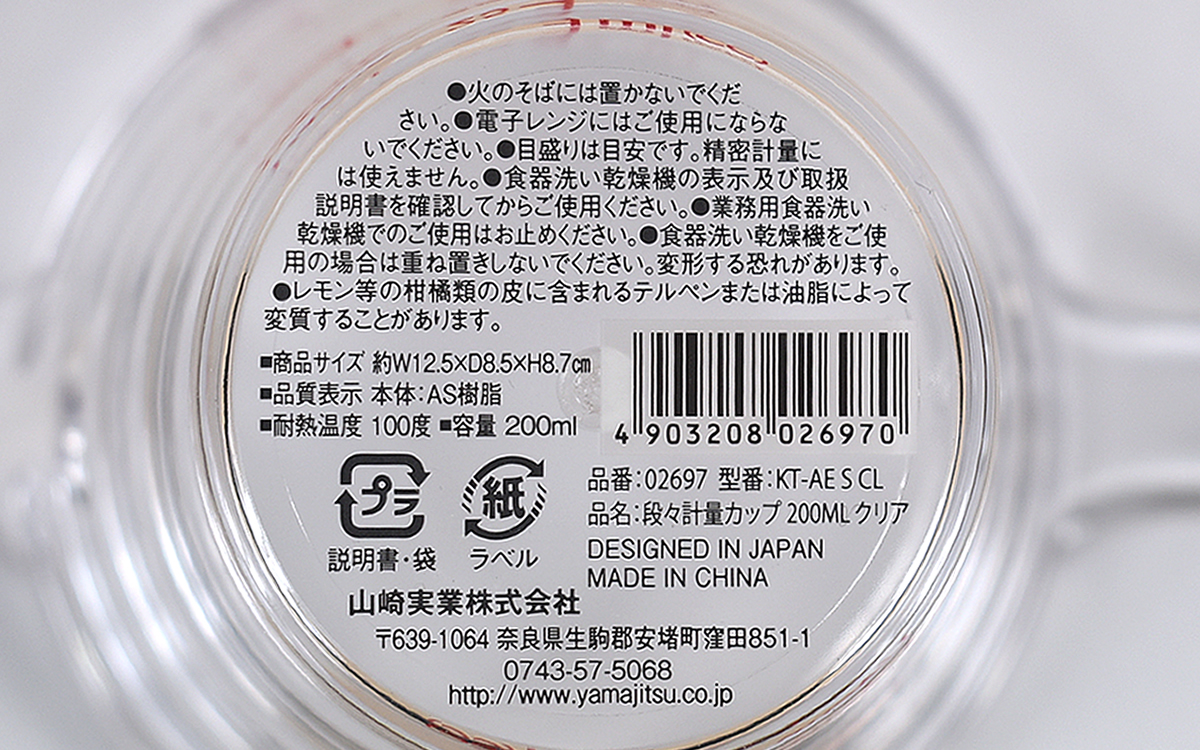 ●火のそばには置かないでくだ
さい。●電子レンジにはご使用にならな
いでください。●目盛りは目安です。精密計量に
は使えません。●食器洗い乾燥機の表示及び取扱
説明書を確認してからご使用ください。●業務用食器洗い
乾燥機でのご使用はお止めください。●食器洗い乾燥機をご使
用の場合は重ね置きしないでください。変形する恐れがあります。
●レモン等の柑橘類の皮に含まれるテルペンまたは油脂によって
変質することがあります。
■商品サイズ 約W12.5×D8.5×H8.7㎝
■品質表示 本体:AS樹脂
■耐熱温度 100度 ■容量 200ml
4 903208 026970
プラ
紙
説明書・袋
ラベル
品番:02697 型番:KT-AE S CL
品名:段々計量カップ 200ML クリア
DESIGNED IN JAPAN
MADE IN CHINA
山崎実業株式会社
〒639-1064 奈良県生駒郡安堵町窪田851-1
0743-57-5068
http://www.yamajitsu.co.jp